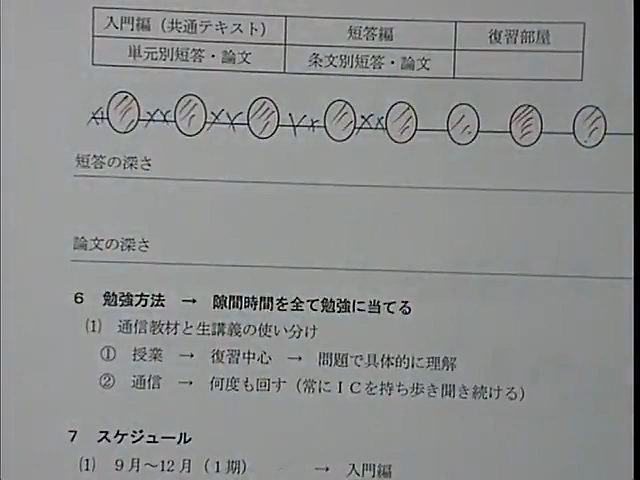 入門編（共通テキスト） 短答編 復習部屋
単元別短答・論文 条文別短答・論文
短答の深さ
論文の深さ
６ 勉強方法 → 隙間時間を全て勉強に当てる
⑴ 通信教材と生講義の使い分け
① 授業 → 復習中心 → 問題で具体的に理解
② 通信 → 何度も回す（常にＩＣを持ち歩き聞き続ける）
７ スケジュール
⑴ ９月～12月（１期） → 入門編